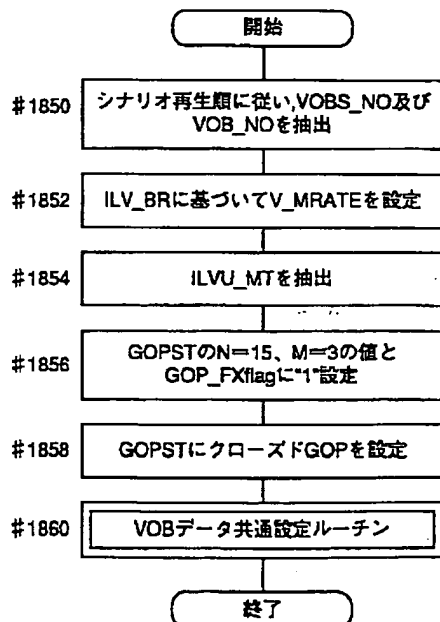 開始
#1850
シナリオ再生順に従い,VOBS_NO及び
VOB_NOを抽出
#1852
ILV_BRに基づいてV_MRATEを設定
#1854
ILVU_MTを抽出
#1856
GOPSTのN=15、M=3の値と
GOP_FXflagに"1"設定
#1858
GOPSTにクローズドGOPを設定
#1860
VOBデータ共通設定ルーチン
終了